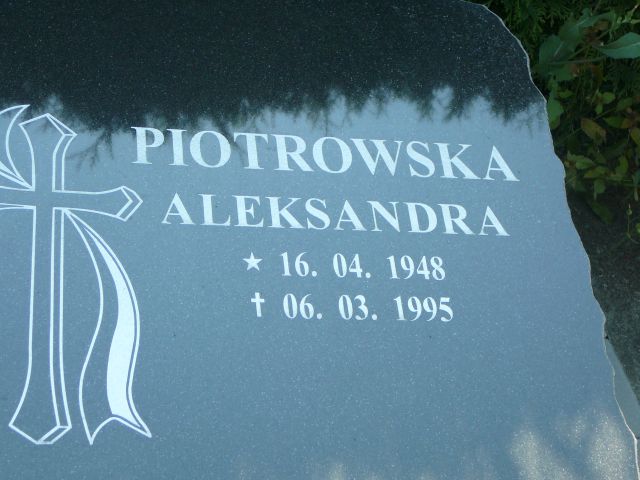 PIOTROWSKA
ALEKSANDRA
★ 16. 04. 1948
✝ 06. 03. 1995